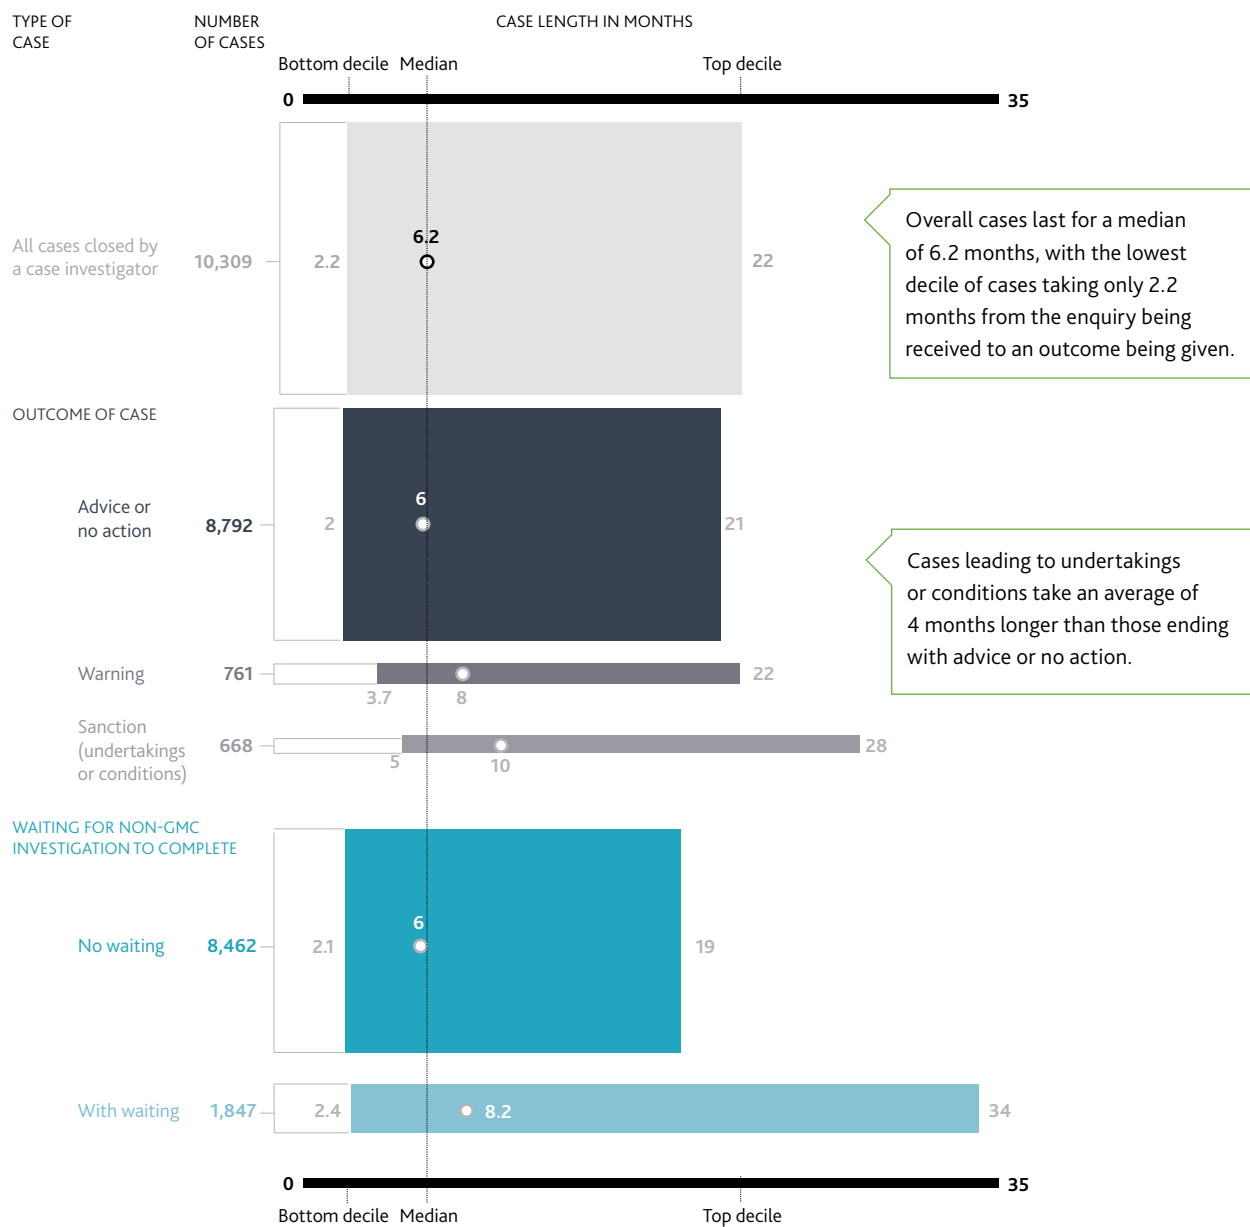 TYPE OF
CASE
NUMBER
OF CASES
CASE LENGTH IN MONTHS
Bottom decile
Median
Top decile
0
35
All cases closed by
a case investigator
10,309
2.2
6.2
22
Overall cases last for a median
of 6.2 months, with the lowest
decile of cases taking only 2.2
months from the enquiry being
received to an outcome being given.
OUTCOME OF CASE
Advice or
no action
8,792
2
6
21
Cases leading to undertakings
or conditions take an average of
4 months longer than those ending
with advice or no action.
Warning
761
3.7
8
22
Sanction
(undertakings
or conditions)
668
5
10
28
WAITING FOR NON-GMC
INVESTIGATION TO COMPLETE
No waiting
8,462
2.1
6
19
With waiting
1,847
2.4
8.2
34
0
35
Bottom decile
Median
Top decile